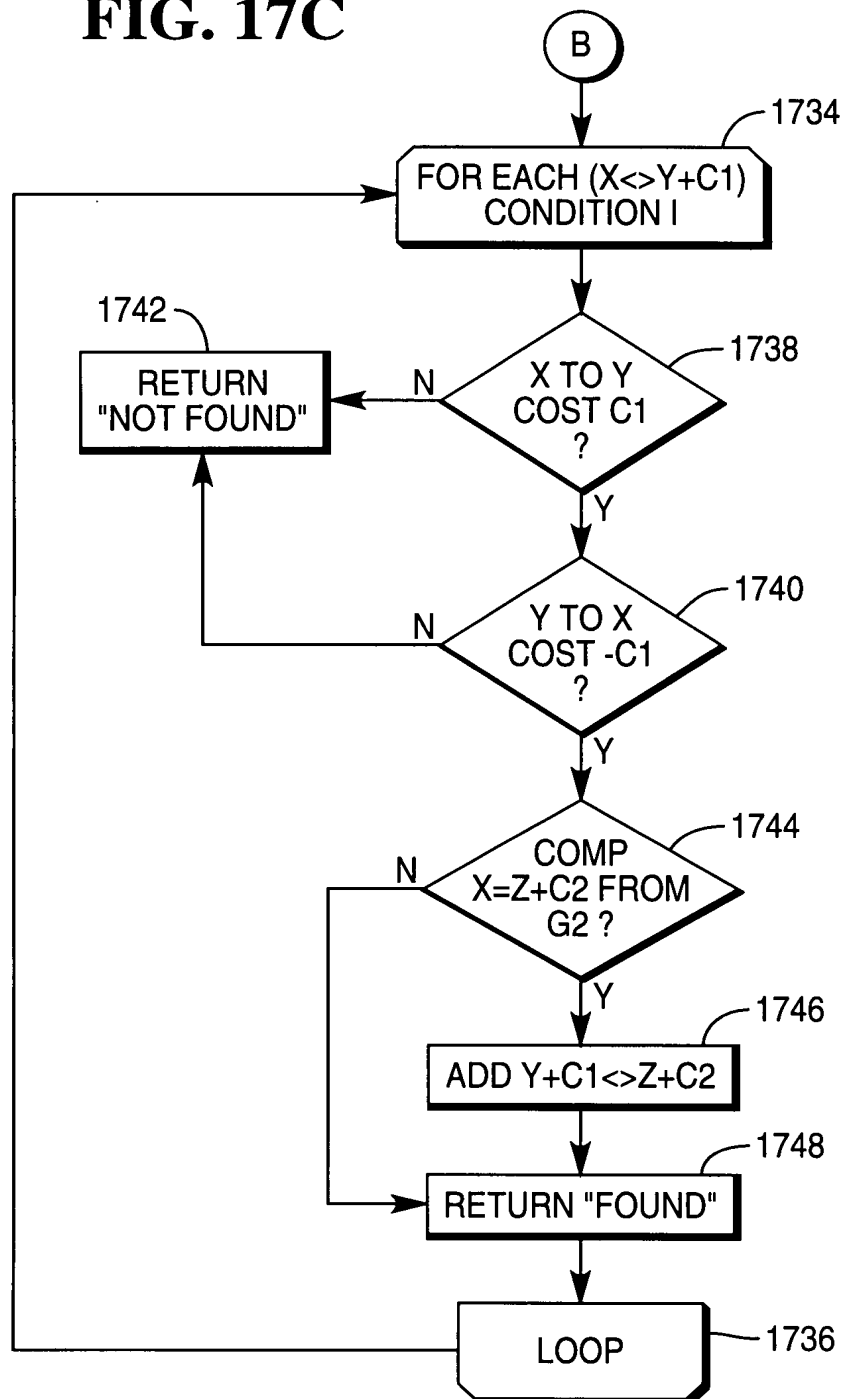 FIG. 17C
B
1734
FOR EACH (X<>Y+C1)
CONDITION I
1742
RETURN
"NOT FOUND"
N
X TO Y
COST C1
?
1738
Y
1740
N
Y TO X
COST -C1
?
Y
1744
N
COMP
X=Z+C2 FROM
G2 ?
Y
1746
ADD Y+C1<>Z+C2
1748
RETURN "FOUND"
LOOP
1736